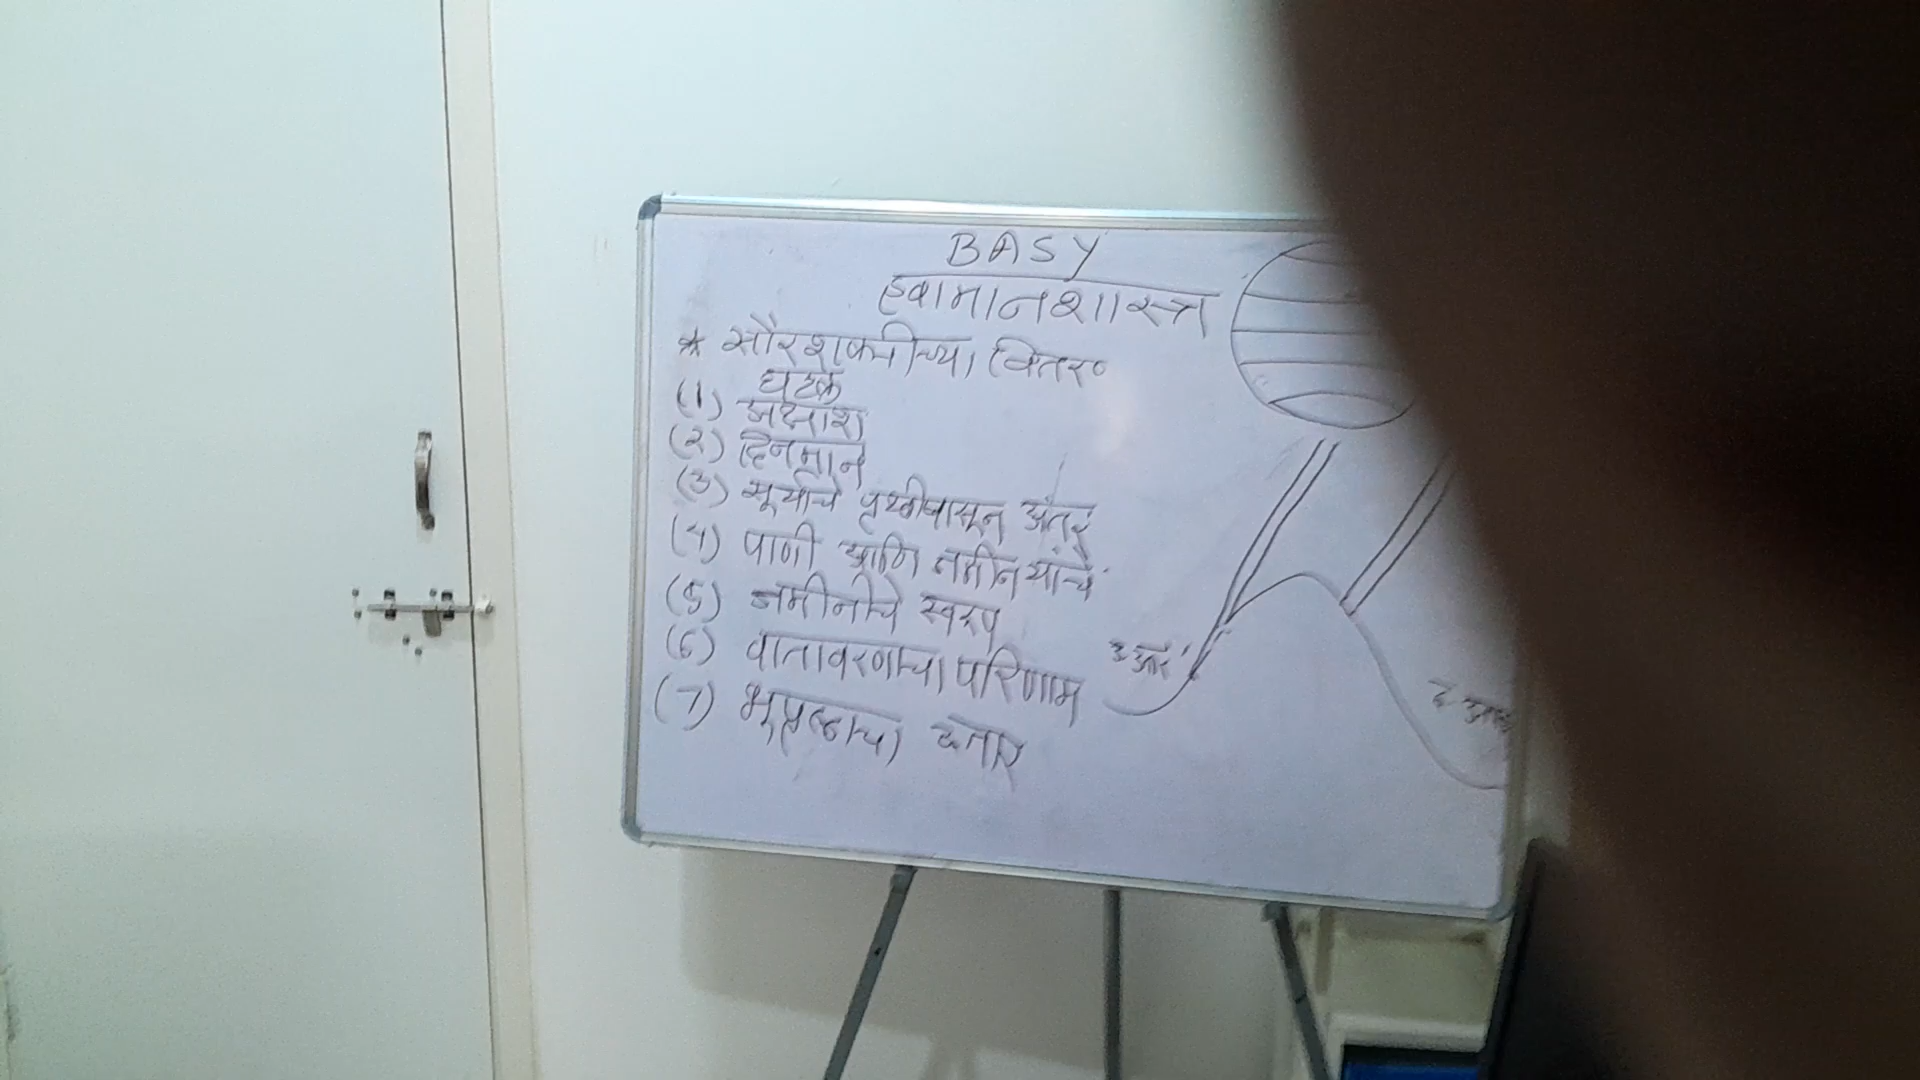 BASY
हवामानशास्त्र
* सौरशक्तीच्या वितर॰
घटक
(1) अक्षाश
(2) दिनमान
(3) सूर्याचे पृथ्वीपासून अंतर
(4) पाणी आणि जमीन यांचे
(5) जमीनीचे स्वरूप
(6) वातावरणाचा परिणाम
(7) भूपृष्ठाचा उतार